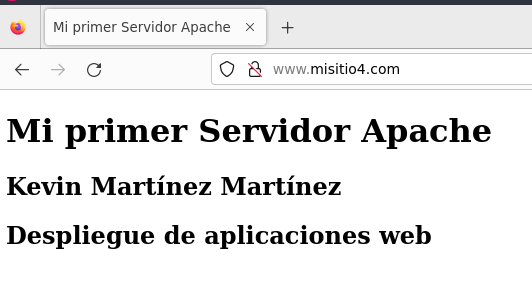 Mi primer Servidor Apache
www.misitio4.com
Mi primer Servidor Apache
Kevin Martínez Martínez
Despliegue de aplicaciones web